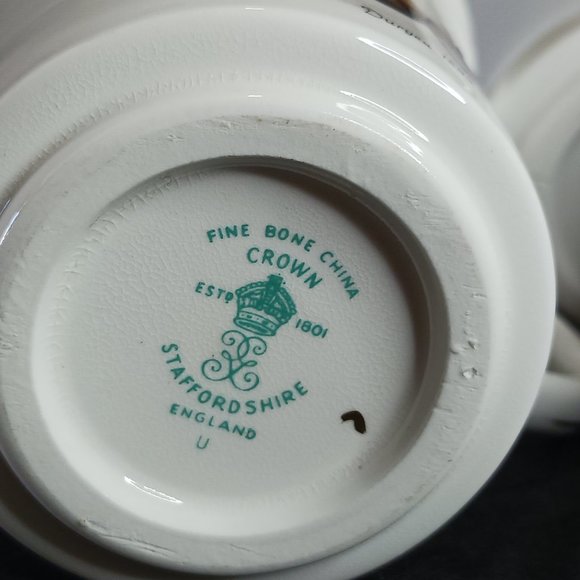 FINE BONE CHINA
CROWN
ESTD 1801
STAFFORDSHIRE
ENGLAND
U